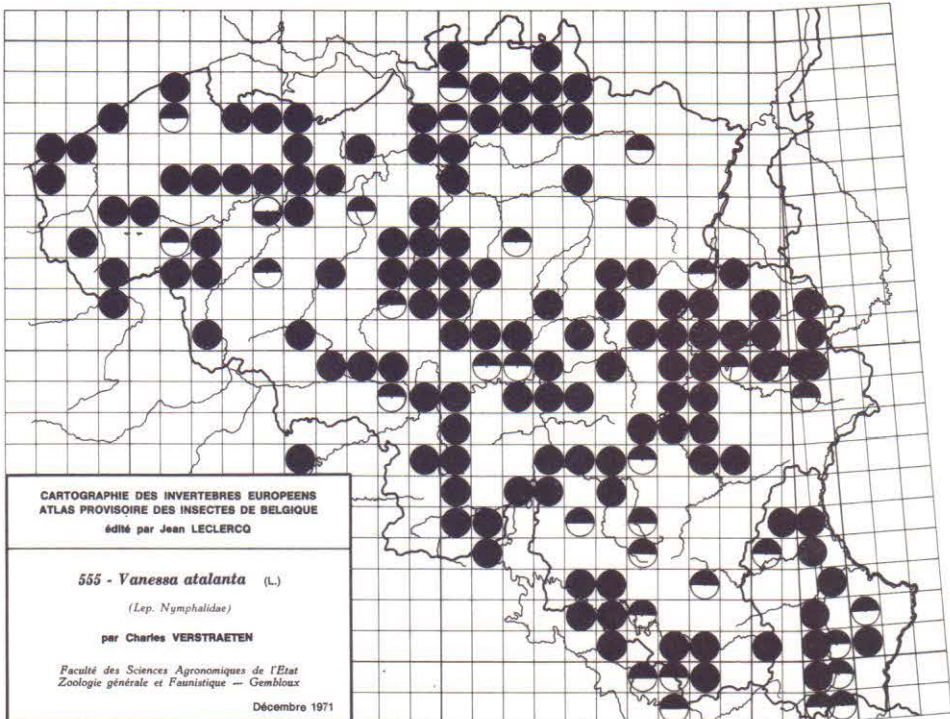 CARTOGRAPHIE DES INVERTEBRES EUROPEENS
ATLAS PROVISOIRE DES INSECTES DE BELGIQUE
édité par Jean LECLERCQ
555 - Vanessa atalanta (L.)
(Lep. Nymphalidae)
par Charles VERSTRAETEN
Faculté des Sciences Agronomiques de l'Etat
Zoologie générale et Faunistique — Gembloux
Décembre 1971